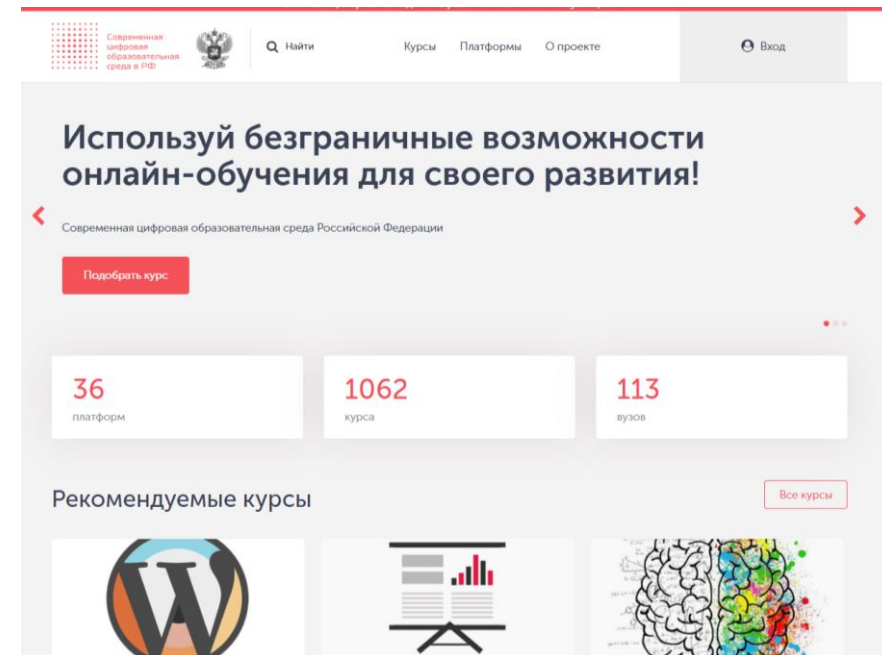 Современная
цифровая
образовательная
среда в РФ
Найти
Курсы
Платформы
О проекте
Вход
Используй безграничные возможности
онлайн-обучения для своего развития!
Современная цифровая образовательная среда Российской Федерации
Подобрать курс
36
платформ
1062
курса
113
вузов
Рекомендуемые курсы
Все курсы
W